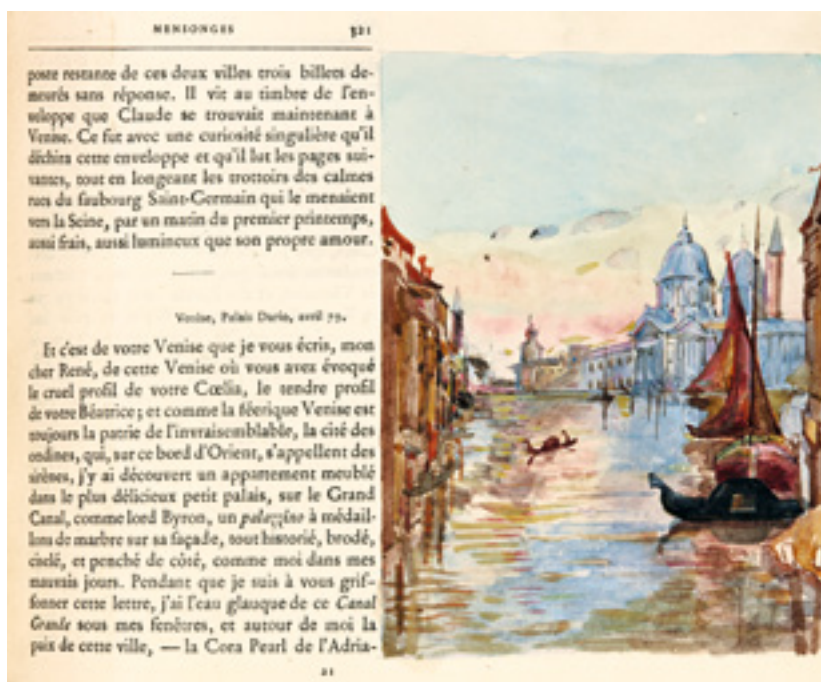 MENSONGES 321
poste restante de ces deux villes trois billets de-
meurés sans réponse. Il vit au timbre de l'en-
veloppe que Claude se trouvait maintenant à
Venise. Ce fut avec une curiosité singulière qu'il
déchira cette enveloppe et qu'il lut les pages sui-
vantes, tout en longeant les trottoirs des calmes
rues du faubourg Saint-Germain qui le menaient
vers la Seine, par un matin du premier printemps,
aussi frais, aussi lumineux que son propre amour.
Venise, Palais Dario, avril 79.
Et c'est de votre Venise que je vous écris, mon
cher René, de cette Venise où vous avez évoqué
le cruel profil de votre Cœlia, le tendre profil
de votre Béatrice; et comme la féerique Venise est
toujours la patrie de l'invraisemblable, la cité des
ondines, qui, sur ce bord d'Orient, s'appellent des
sirènes, j'y ai découvert un appartement meublé
dans le plus délicieux petit palais, sur le Grand
Canal, comme lord Byron, un palazzino à médail-
lons de marbre sur sa façade, tout historié, brodé,
ciselé, et penché de côté, comme moi dans mes
mauvais jours. Pendant que je suis à vous grif-
fonner cette lettre, j'ai l'eau glauque de ce Canal
Grande sous mes fenêtres, et autour de moi la
paix de cette ville, — la Cora Pearl de l'Adria-
21